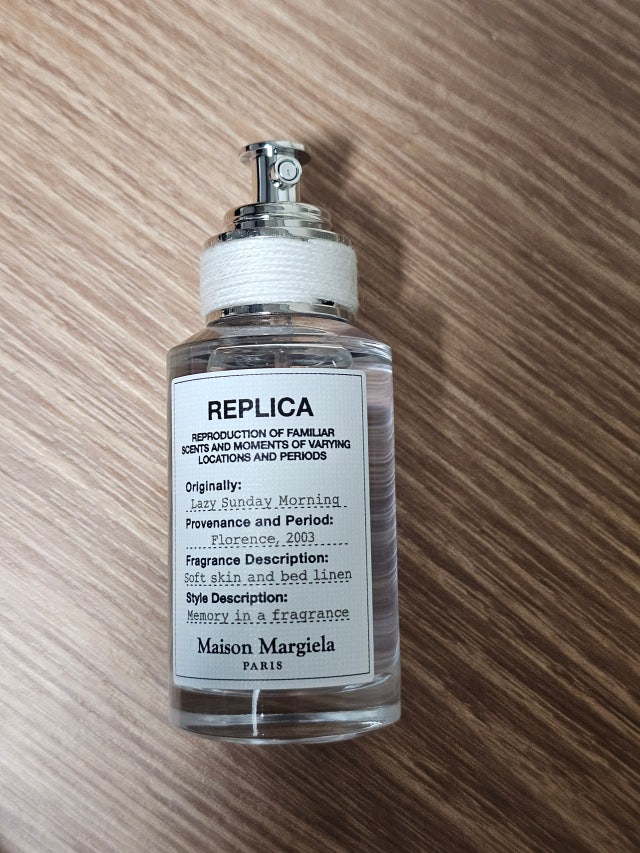 REPLICA
REPRODUCTION OF FAMILIAR
SCENTS AND MOMENTS OF VARYING
LOCATIONS AND PERIODS
Originally:
Lazy Sunday Morning
Provenance and Period:
Florence, 2003
Fragrance Description:
Soft skin and bed linen
Style Description:
Memory in a fragrance
Maison Margiela
PARIS